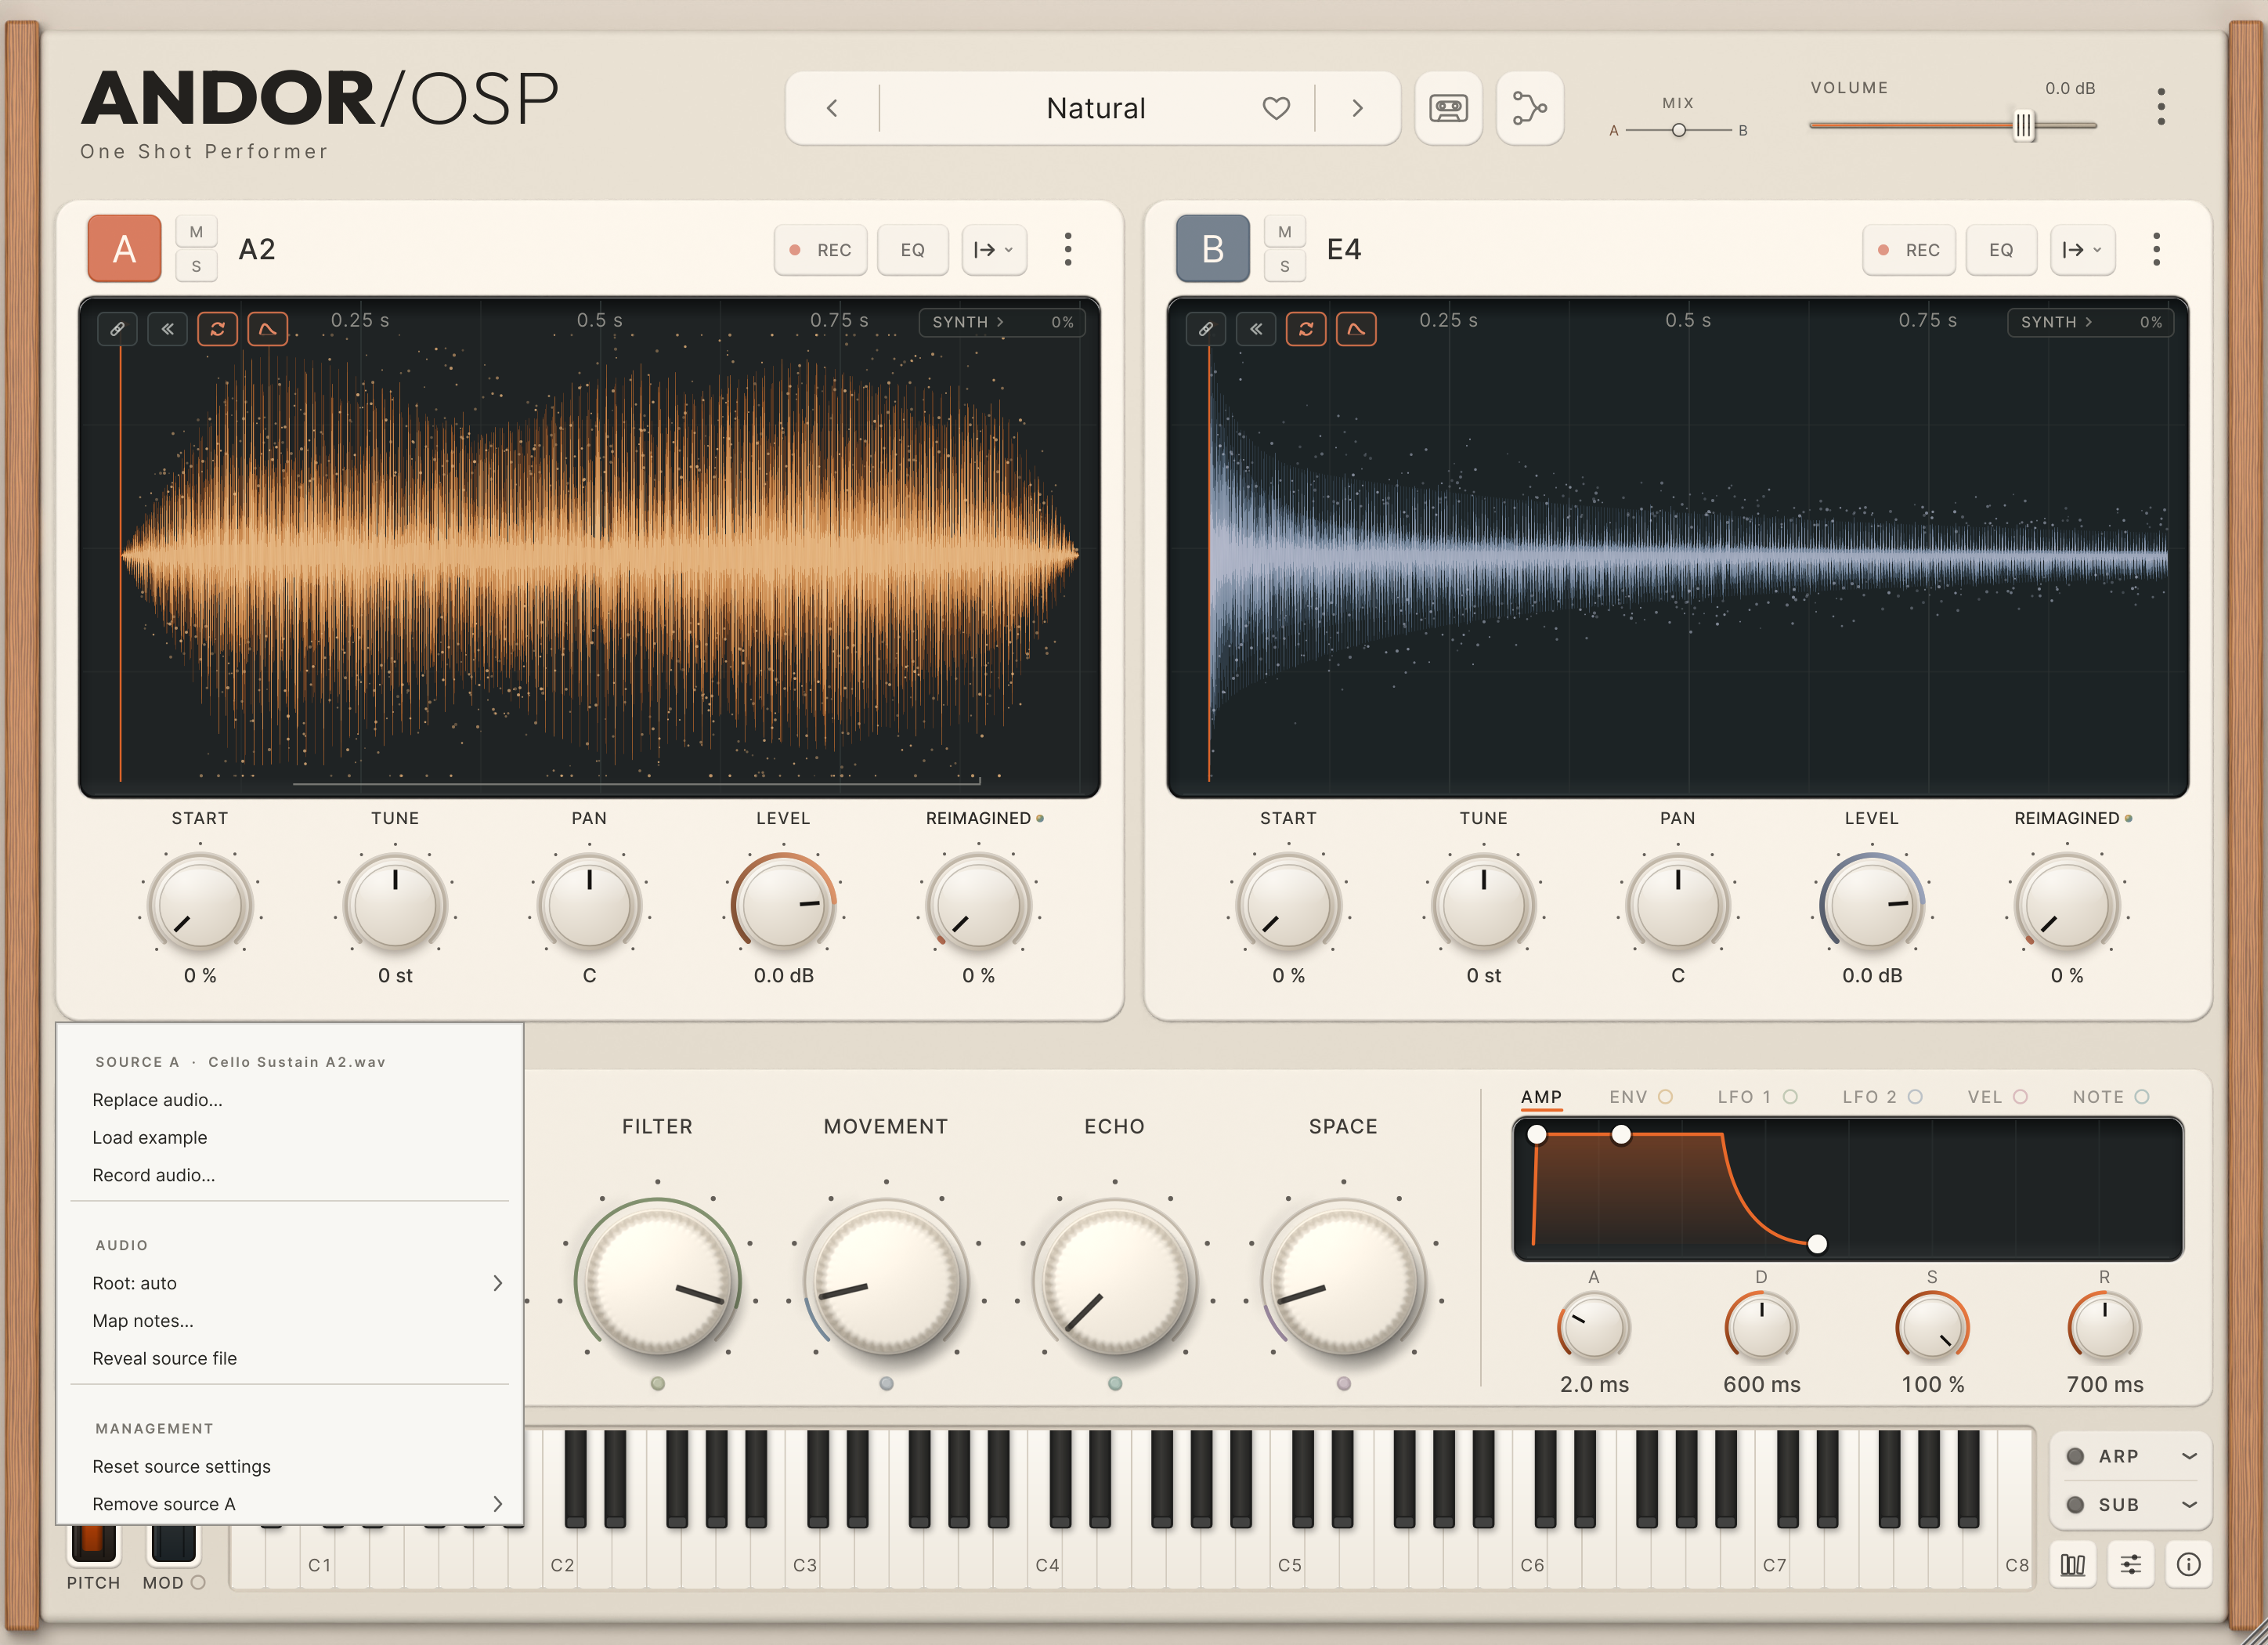 ANDOR/OSP
One Shot Performer
Natural
MIX
A B
VOLUME 0.0 dB
A M S A2 REC EQ
0.25 s 0.5 s 0.75 s SYNTH 0%
START TUNE PAN LEVEL REIMAGINED
0 % 0 st C 0.0 dB 0 %
B M S E4 REC EQ
0.25 s 0.5 s 0.75 s SYNTH 0%
START TUNE PAN LEVEL REIMAGINED
0 % 0 st C 0.0 dB 0 %
SOURCE A · Cello Sustain A2.wav
Replace audio...
Load example
Record audio...
AUDIO
Root: auto
Map notes...
Reveal source file
MANAGEMENT
Reset source settings
Remove source A
FILTER MOVEMENT ECHO SPACE
AMP ENV LFO 1 LFO 2 VEL NOTE
A D S R
2.0 ms 600 ms 100 % 700 ms
PITCH MOD
C1 C2 C3 C4 C5 C6 C7 C8
ARP
SUB